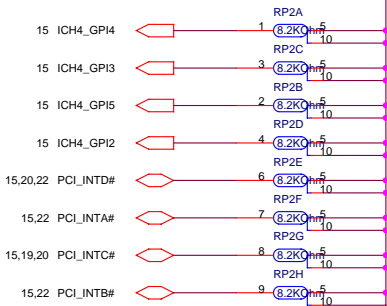 RP2A
15 ICH4_GPI4 1 8.2KOhm 5
10
RP2C
15 ICH4_GPI3 3 8.2KOhm 5
10
RP2B
15 ICH4_GPI5 2 8.2KOhm 5
10
RP2D
15 ICH4_GPI2 4 8.2KOhm 5
10
RP2E
15,20,22 PCI_INTD# 6 8.2KOhm 5
10
RP2F
15,22 PCI_INTA# 7 8.2KOhm 5
10
RP2G
15,19,20 PCI_INTC# 8 8.2KOhm 5
10
RP2H
15,22 PCI_INTB# 9 8.2KOhm 5
10